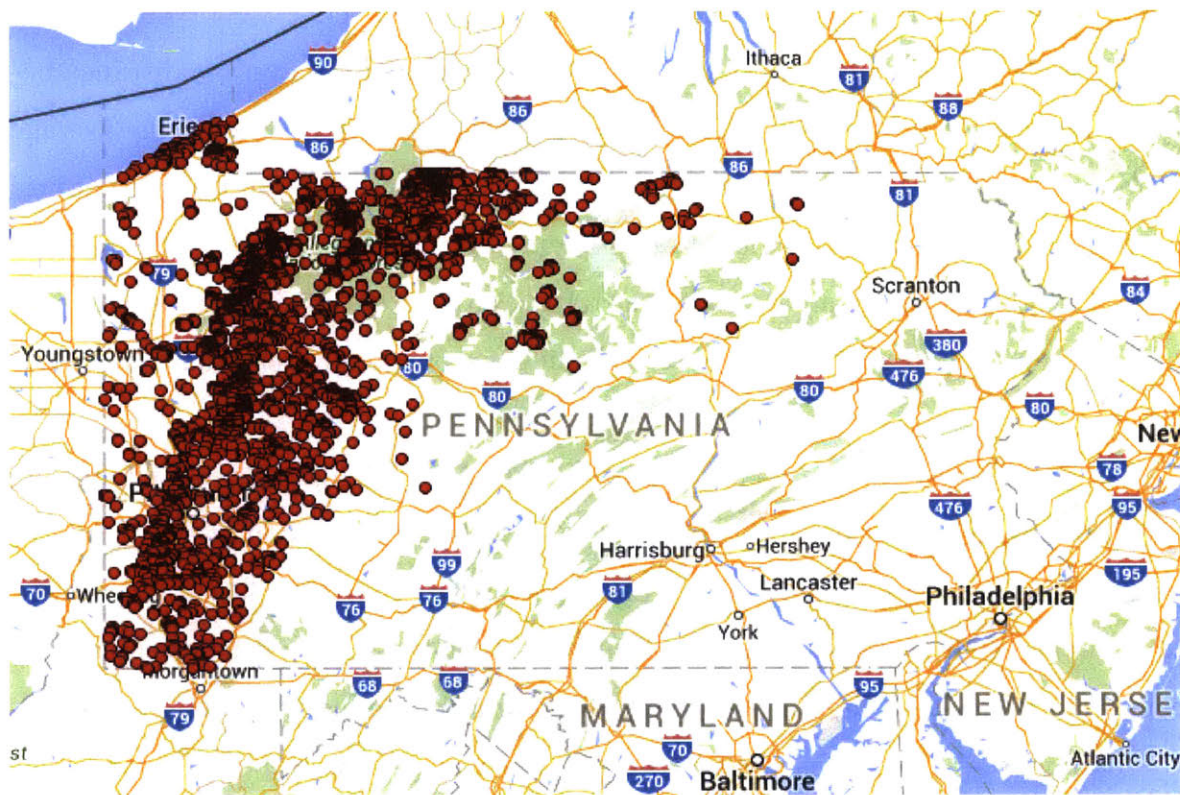 90
Ithaca
81
88
86
Erie
86
86
81
79
Scranton
84
Youngstown
380
80
476
80
80
80
PENNSYLVANIA
New
78
476
95
Harrisburg
Hershey
99
195
70
Lancaster
76
76
81
Philadelphia
York
Morgantown
68
68
95
79
MARYLAND
NEW JERSE
70
st
Atlantic City
270
Baltimore